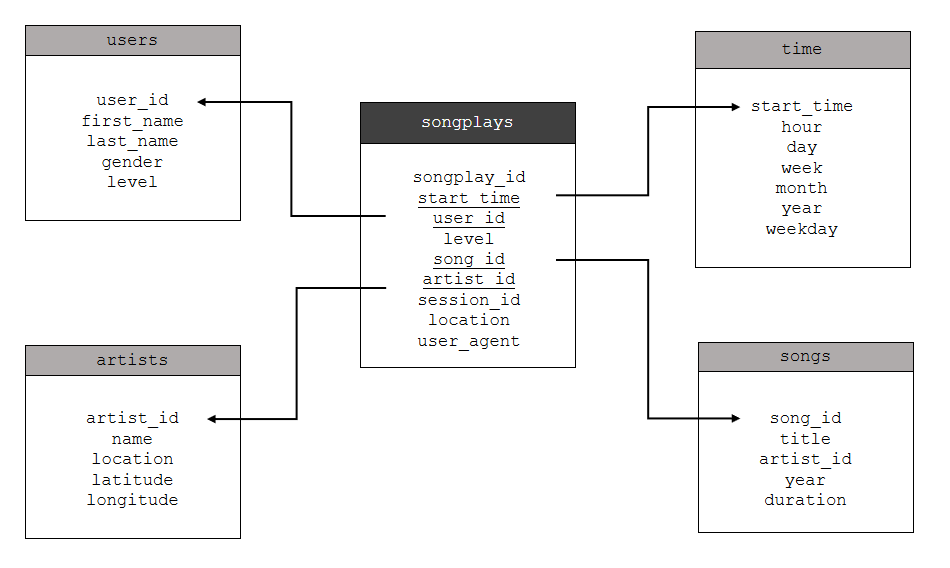 users
user_id
first_name
last_name
gender
level
songplays
songplay_id
start_time
user_id
level
song_id
artist_id
session_id
location
user_agent
time
start_time
hour
day
week
month
year
weekday
artists
artist_id
name
location
latitude
longitude
songs
song_id
title
artist_id
year
duration